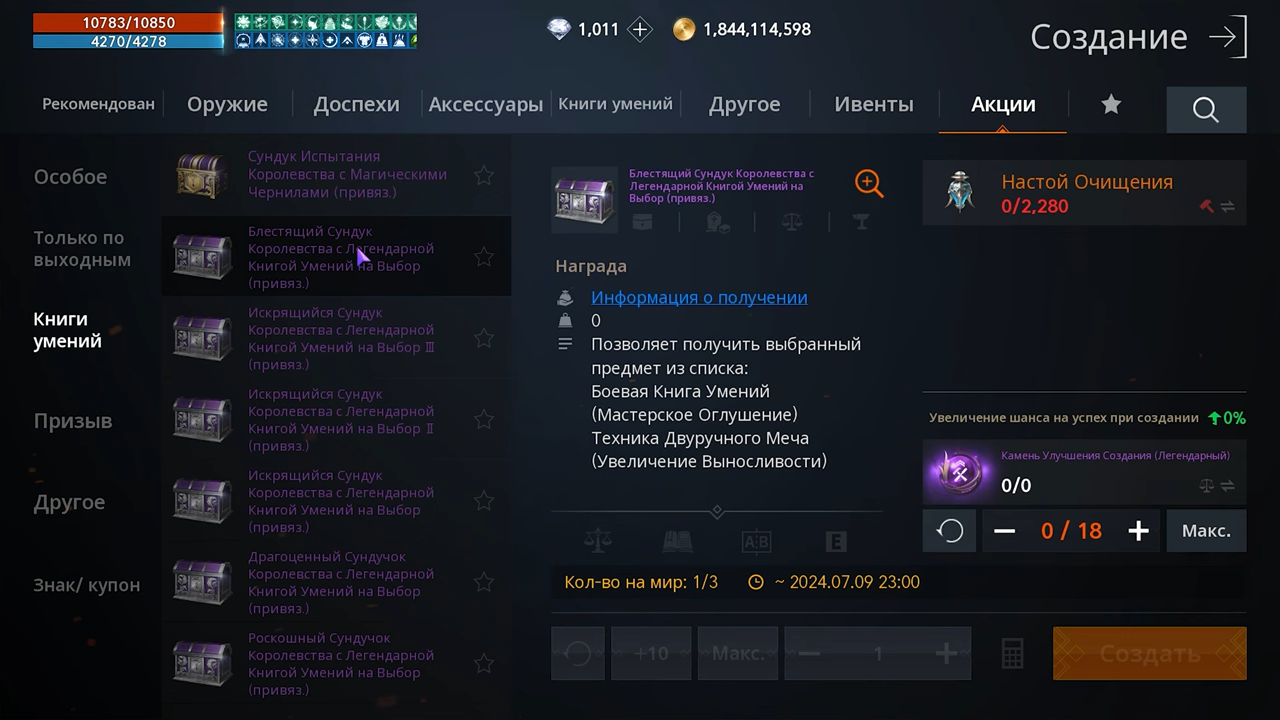 10783/10850
4270/4278
1,011
1,844,114,598
Создание
Рекомендован
Оружие
Доспехи
Аксессуары
Книги умений
Другое
Ивенты
Акции
Особое
Только по
выходным
Книги
умений
Призыв
Другое
Знак/ купон
Сундук Испытания
Королевства с Магическими
Чернилами (привяз.)
Блестящий Сундук
Королевства с Легендарной
Книгой Умений на Выбор
(привяз.)
Искрящийся Сундук
Королевства с Легендарной
Книгой Умений на Выбор Ⅲ
(привяз.)
Искрящийся Сундук
Королевства с Легендарной
Книгой Умений на Выбор Ⅱ
(привяз.)
Искрящийся Сундук
Королевства с Легендарной
Книгой Умений на Выбор
(привяз.)
Драгоценный Сундучок
Королевства с Легендарной
Книгой Умений на Выбор
(привяз.)
Роскошный Сундучок
Королевства с Легендарной
Книгой Умений на Выбор
(привяз.)
Блестящий Сундук Королевства с
Легендарной Книгой Умений на
Выбор (привяз.)
Награда
Информация о получении
0
Позволяет получить выбранный
предмет из списка:
Боевая Книга Умений
(Мастерское Оглушение)
Техника Двуручного Меча
(Увеличение Выносливости)
A B
E
Кол-во на мир: 1/3
~ 2024.07.09 23:00
+10
Макс.
1
Создать
Настой Очищения
0/2,280
Увеличение шанса на успех при создании
0%
Камень Улучшения Создания (Легендарный)
0/0
0 / 18
Макс.